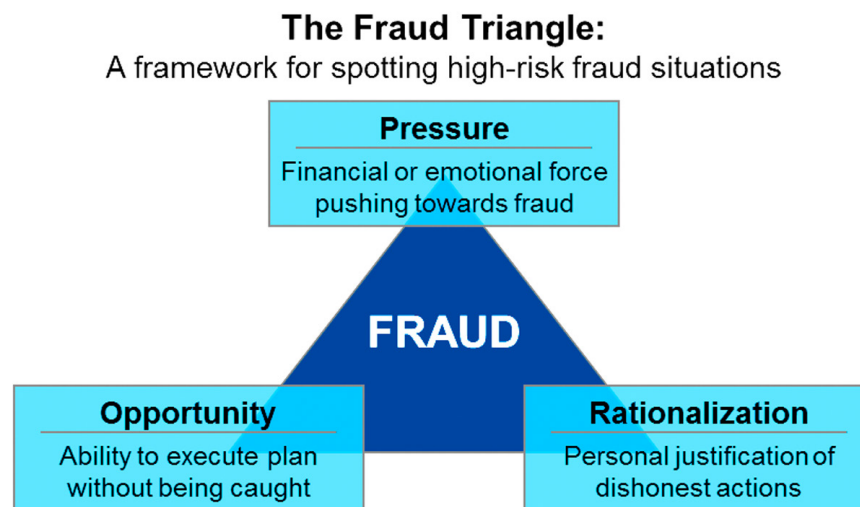 The Fraud Triangle:
A framework for spotting high-risk fraud situations
Pressure
Financial or emotional force
pushing towards fraud
FRAUD
Opportunity
Ability to execute plan
without being caught
Rationalization
Personal justification of
dishonest actions